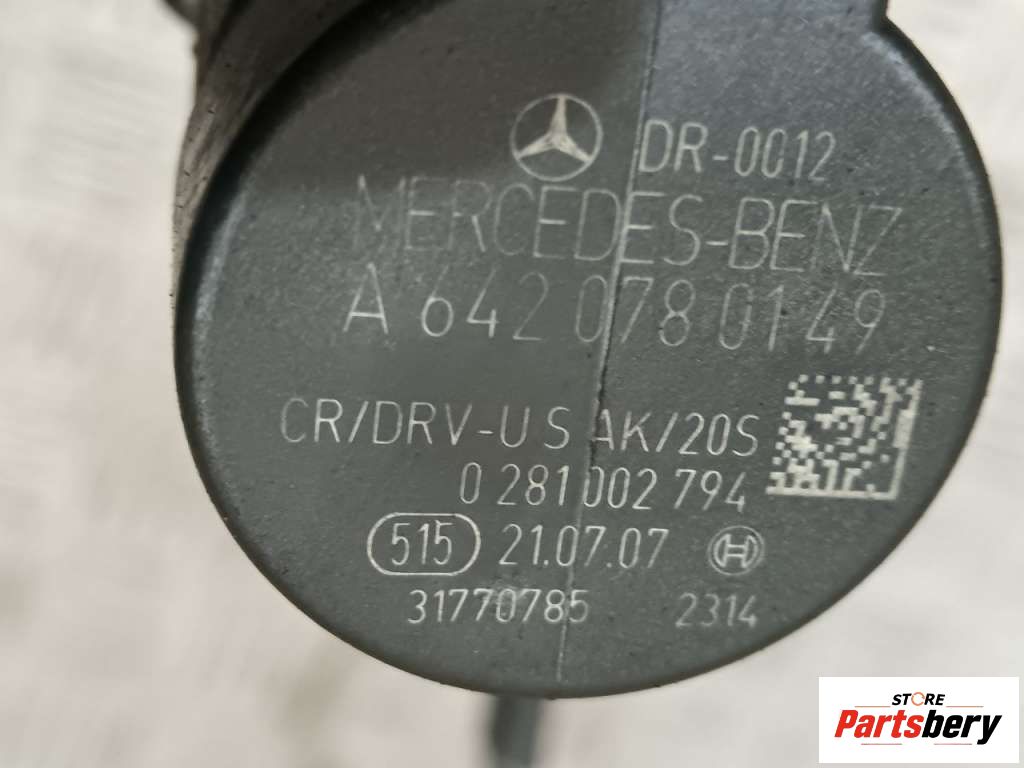 DR-0012
MERCEDES-BENZ
A 642 078 01 49
CR/DRV-U S AK/20S
0 281 002 794
515 21.07.07 H
31770785 2314
STORE
Partsbery